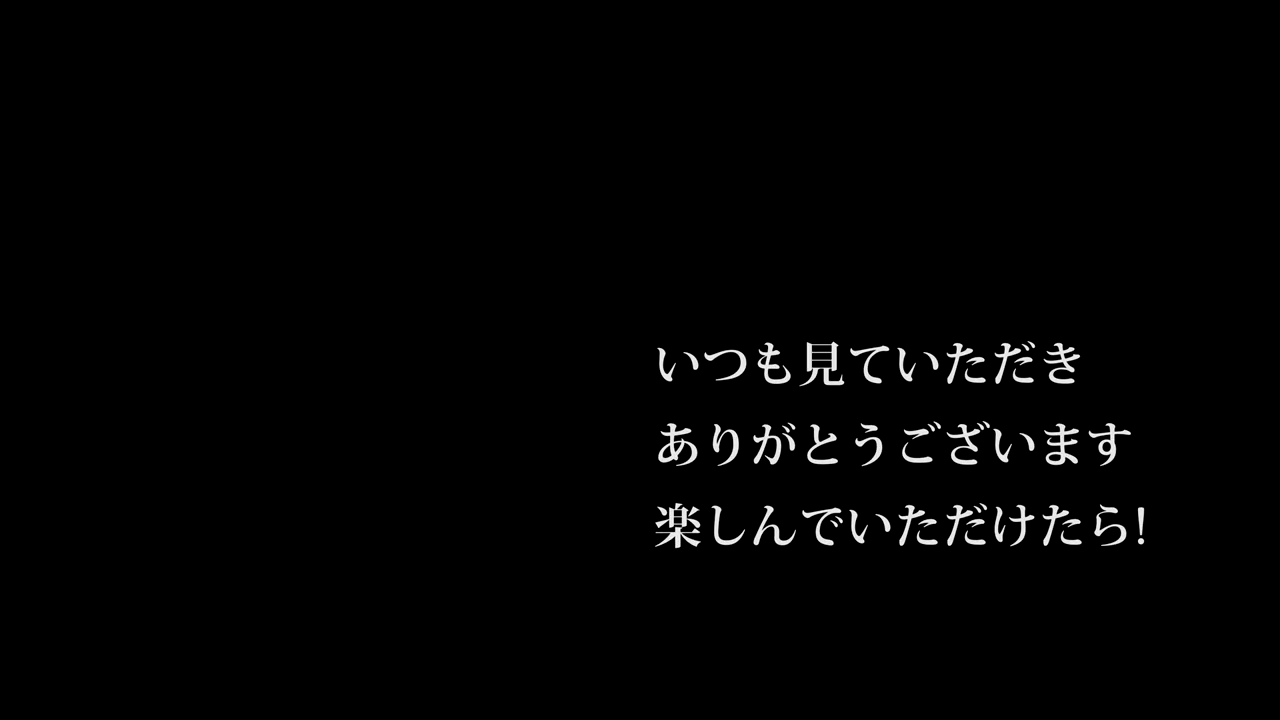 いつも見ていただき
ありがとうございます
楽しんでいただけたら!